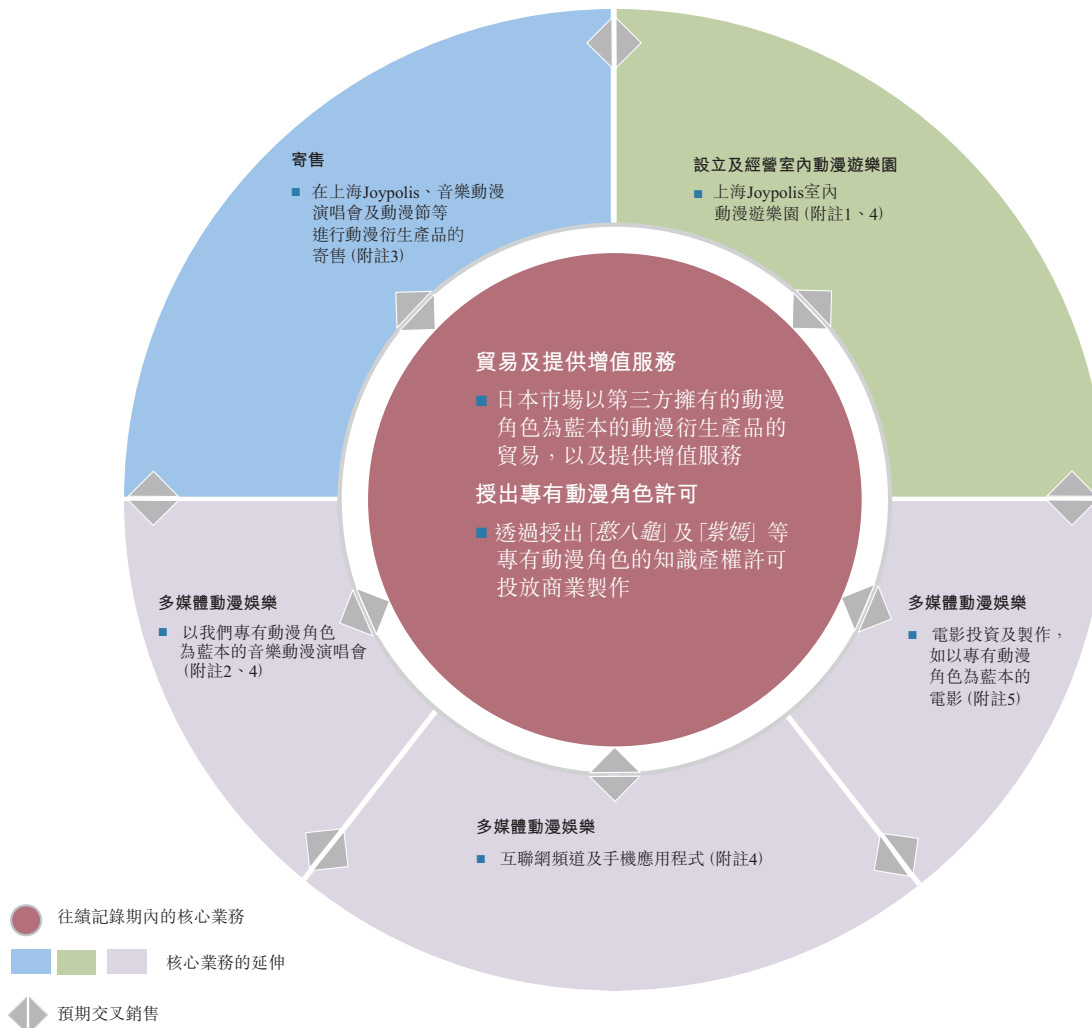 寄售
■ 在上海Joypolis、音樂動漫
演唱會及動漫節等
進行動漫衍生產品的
寄售 (附註3)
設立及經營室內動漫遊樂園
■ 上海Joypolis室內
動漫遊樂園 (附註1、4)
貿易及提供增值服務
■ 日本市場以第三方擁有的動漫
角色為藍本的動漫衍生產品的
貿易，以及提供增值服務
授出專有動漫角色許可
■ 透過授出「憨八龜」及「紫嫣」等
專有動漫角色的知識產權許可
投放商業製作
多媒體動漫娛樂
■ 以我們專有動漫角色
為藍本的音樂動漫演唱會
(附註2、4)
多媒體動漫娛樂
■ 電影投資及製作，
如以專有動漫
角色為藍本的
電影 (附註5)
多媒體動漫娛樂
■ 互聯網頻道及手機應用程式 (附註4)
往績記錄期內的核心業務
核心業務的延伸
預期交叉銷售